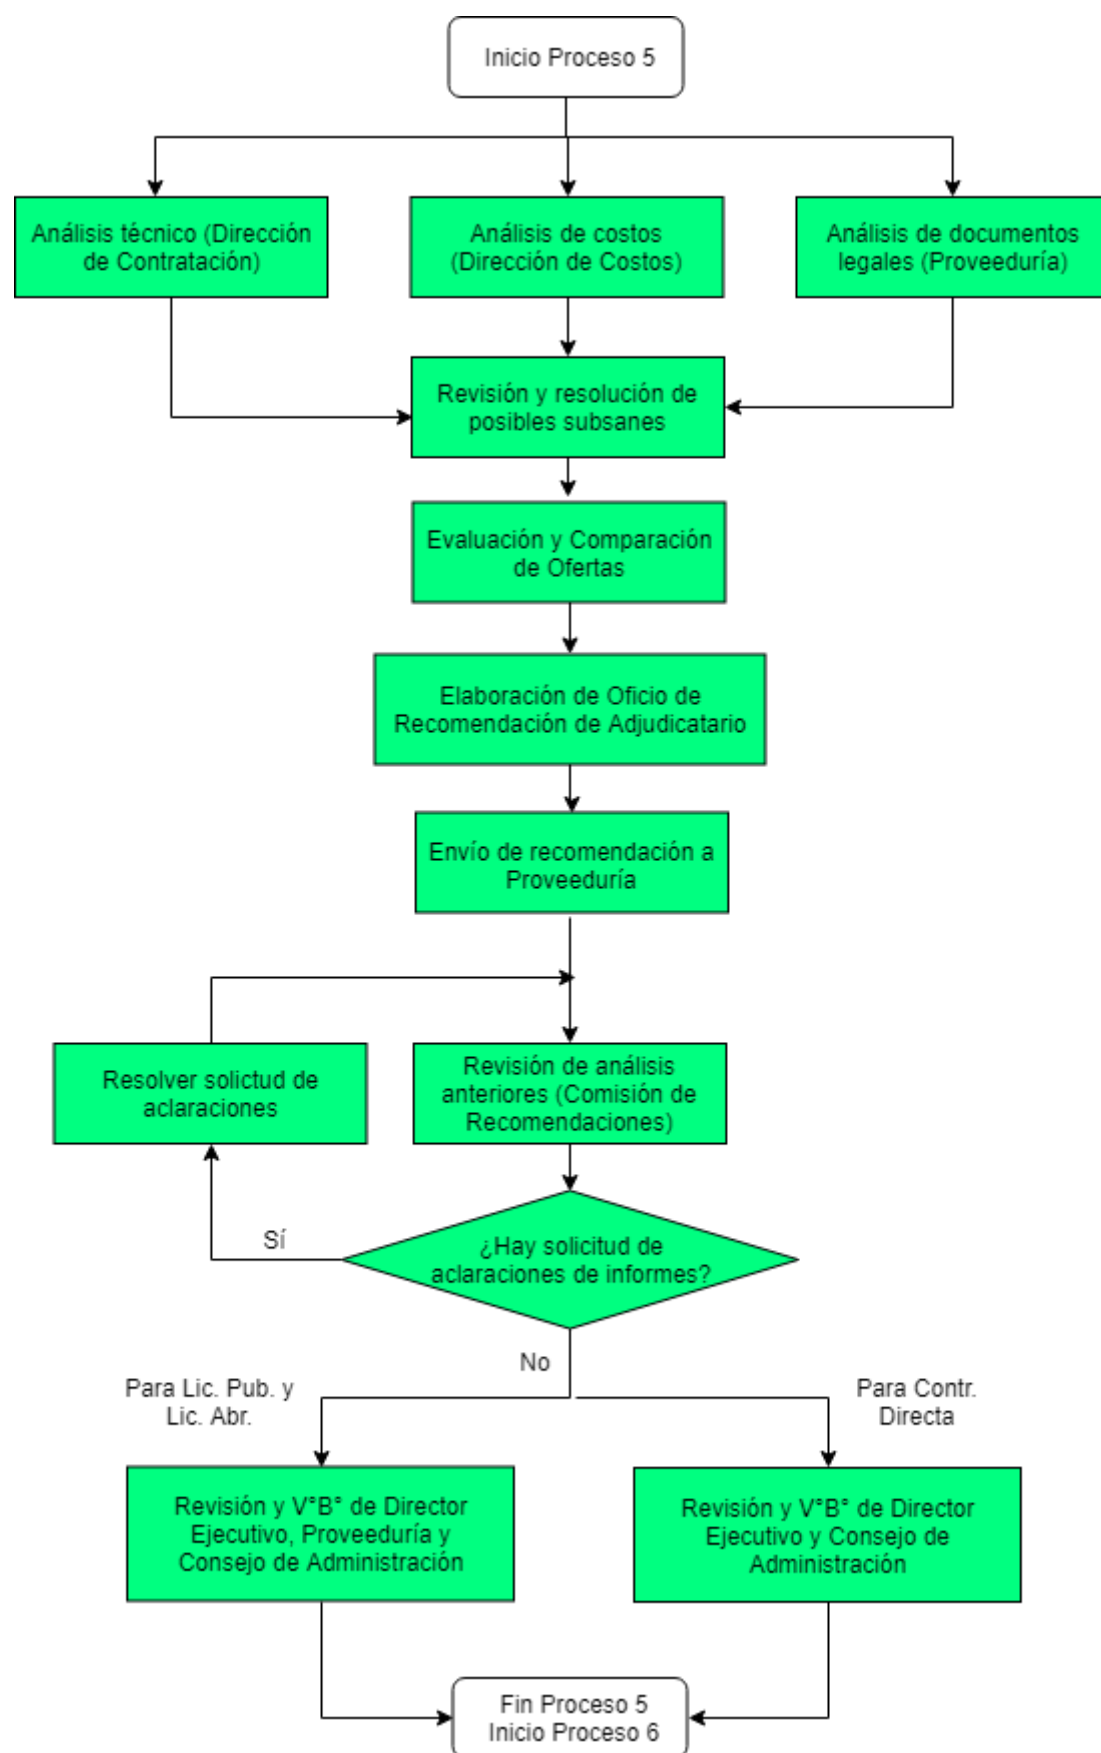 Inicio Proceso 5
Análisis técnico (Dirección
de Contratación)
Análisis de costos
(Dirección de Costos)
Análisis de documentos
legales (Proveeduría)
Revisión y resolución de
posibles subsanes
Evaluación y Comparación
de Ofertas
Elaboración de Oficio de
Recomendación de Adjudicatario
Envío de recomendación a
Proveeduría
Resolver solictud de
aclaraciones
Revisión de análisis
anteriores (Comisión de
Recomendaciones)
Sí
¿Hay solicitud de
aclaraciones de informes?
No
Para Lic. Pub. y
Lic. Abr.
Para Contr.
Directa
Revisión y V°B° de Director
Ejecutivo, Proveeduría y
Consejo de Administración
Revisión y V°B° de Director
Ejecutivo y Consejo de
Administración
Fin Proceso 5
Inicio Proceso 6